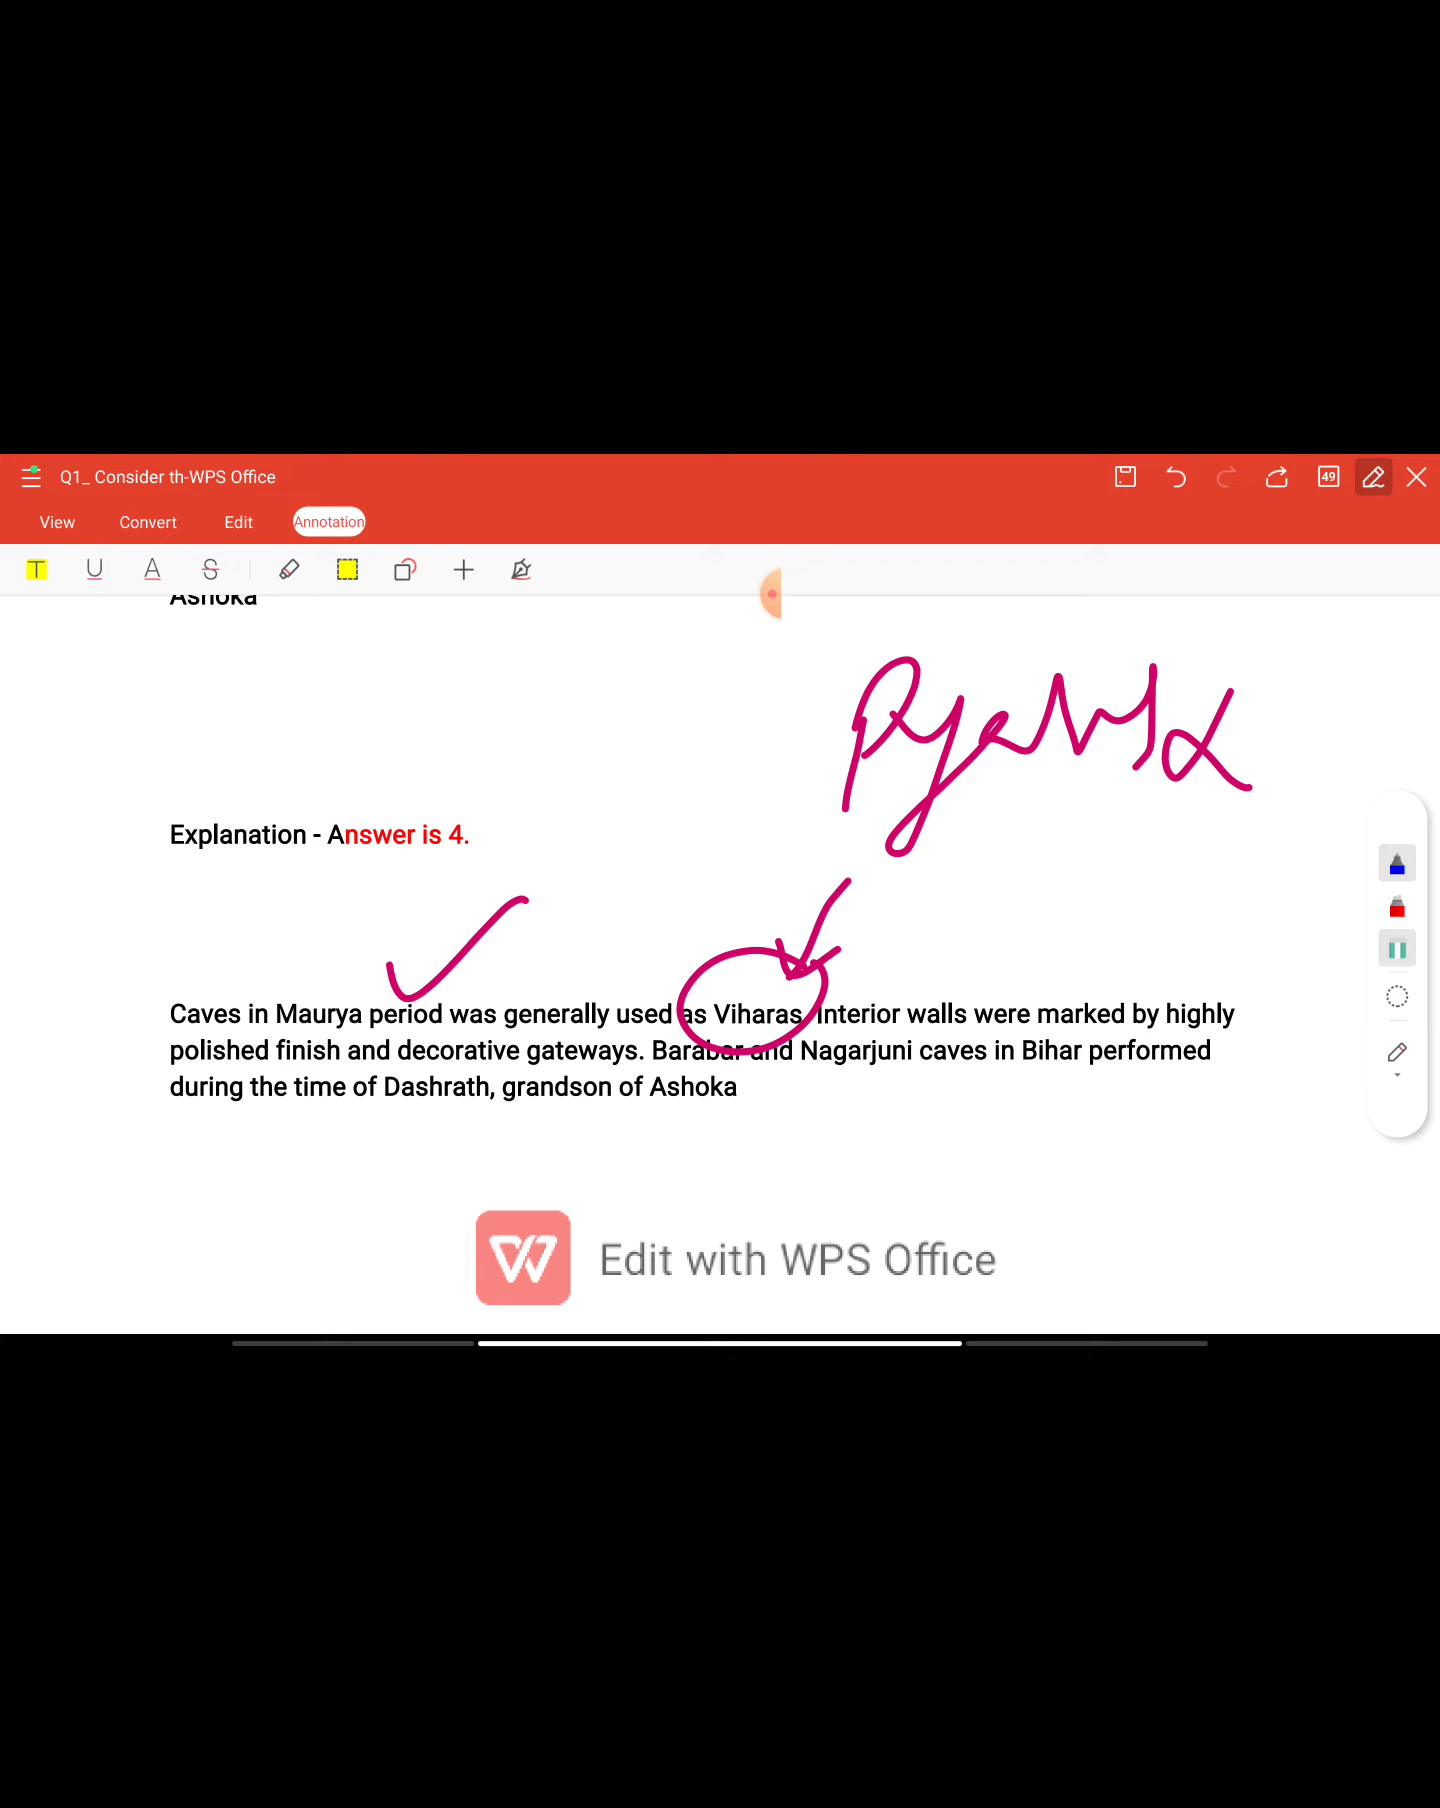 Q1_ Consider th-WPS Office
49
View Convert Edit Annotation
T U A S
Ashoka
Explanation - Answer is 4.
Caves in Maurya period was generally used as Viharas. Interior walls were marked by highly
polished finish and decorative gateways. Barabar and Nagarjuni caves in Bihar performed
during the time of Dashrath, grandson of Ashoka
Edit with WPS Office